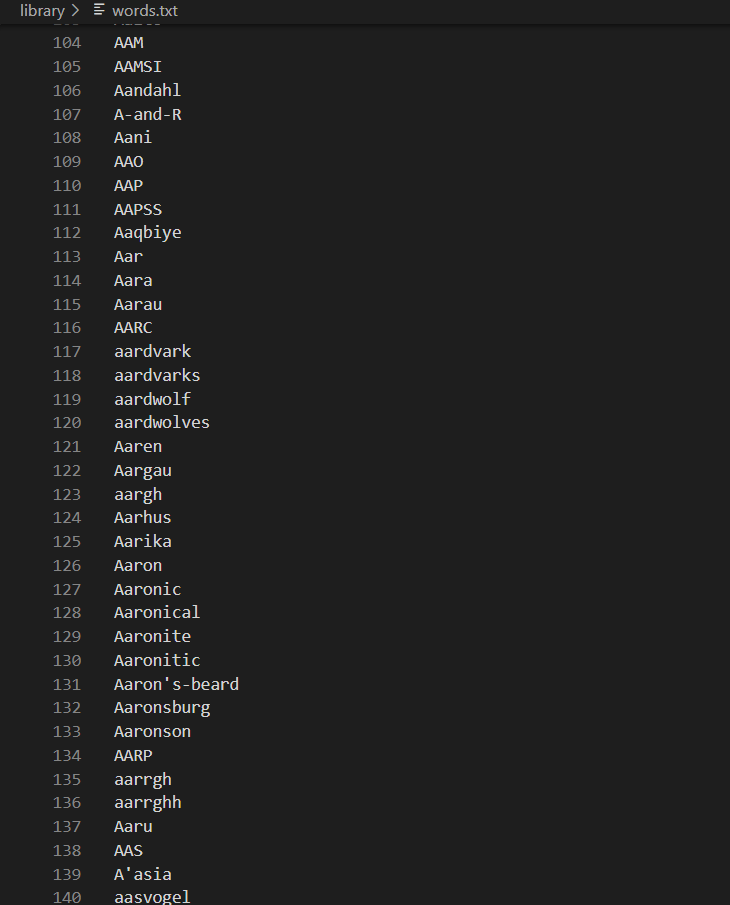 library > words.txt
104 AAM
105 AAMSI
106 Aandahl
107 A-and-R
108 Aani
109 AAO
110 AAP
111 AAPSS
112 Aaqbiye
113 Aar
114 Aara
115 Aarau
116 AARC
117 aardvark
118 aardvarks
119 aardwolf
120 aardwolves
121 Aaren
122 Aargau
123 aargh
124 Aarhus
125 Aarika
126 Aaron
127 Aaronic
128 Aaronical
129 Aaronite
130 Aaronitic
131 Aaron's-beard
132 Aaronsburg
133 Aaronson
134 AARP
135 aarrgh
136 aarrghh
137 Aaru
138 AAS
139 A'asia
140 aasvogel